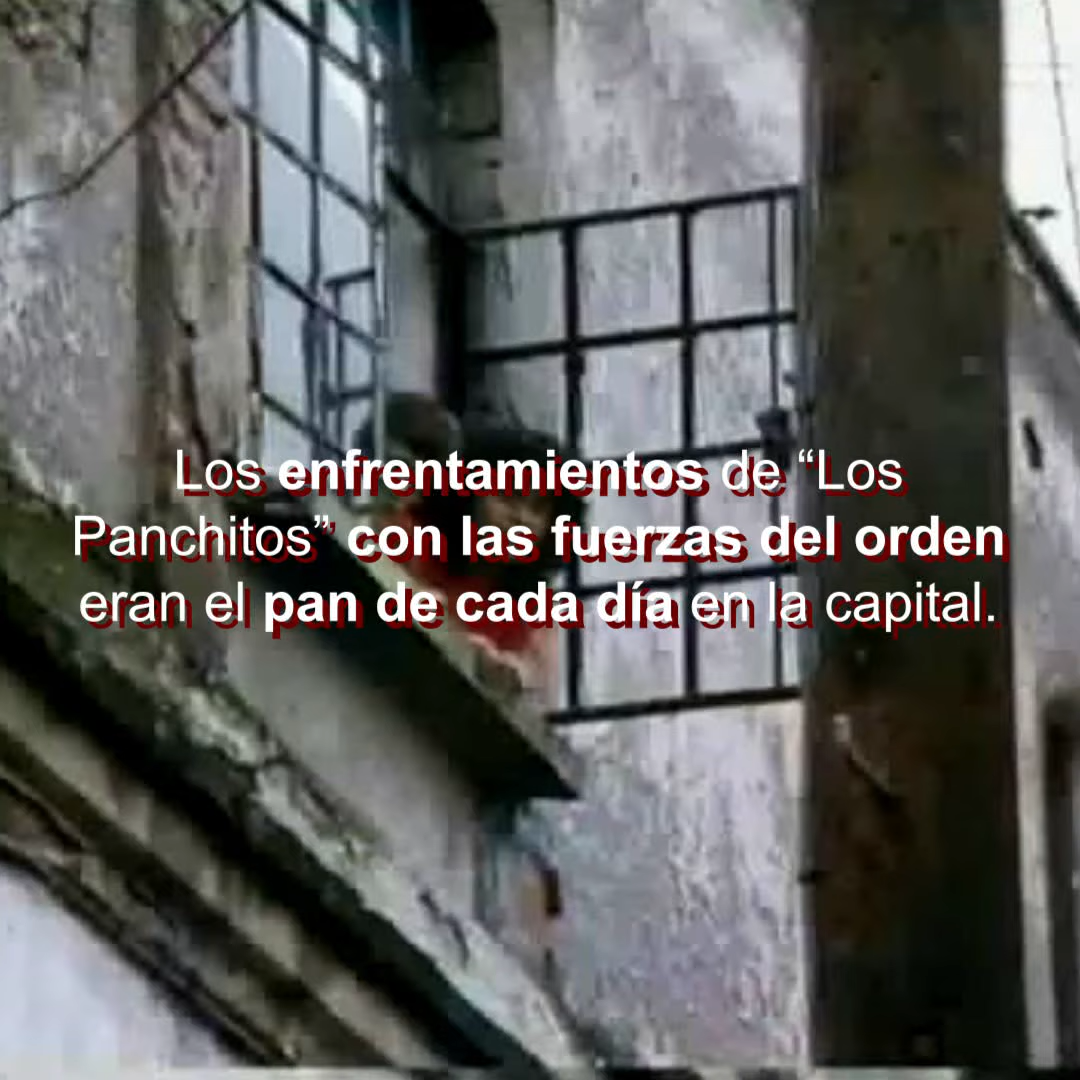 Los enfrentamientos de “Los
Panchitos” con las fuerzas del orden
eran el pan de cada día en la capital.